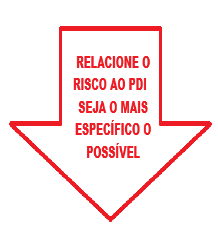 RELACIONE O
RISCO AO PDI
SEJA O MAIS
ESPECÍFICO O
POSSÍVEL